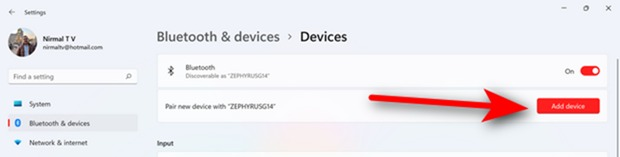 Settings
Nirmal T V
nirmaltv@hotmail.com
Find a setting
System
Bluetooth & devices
Network & internet
Bluetooth & devices > Devices
Bluetooth
Discoverable as "ZEPHYRUSG14"
On
Pair new device with "ZEPHYRUSG14"
Add device
Input